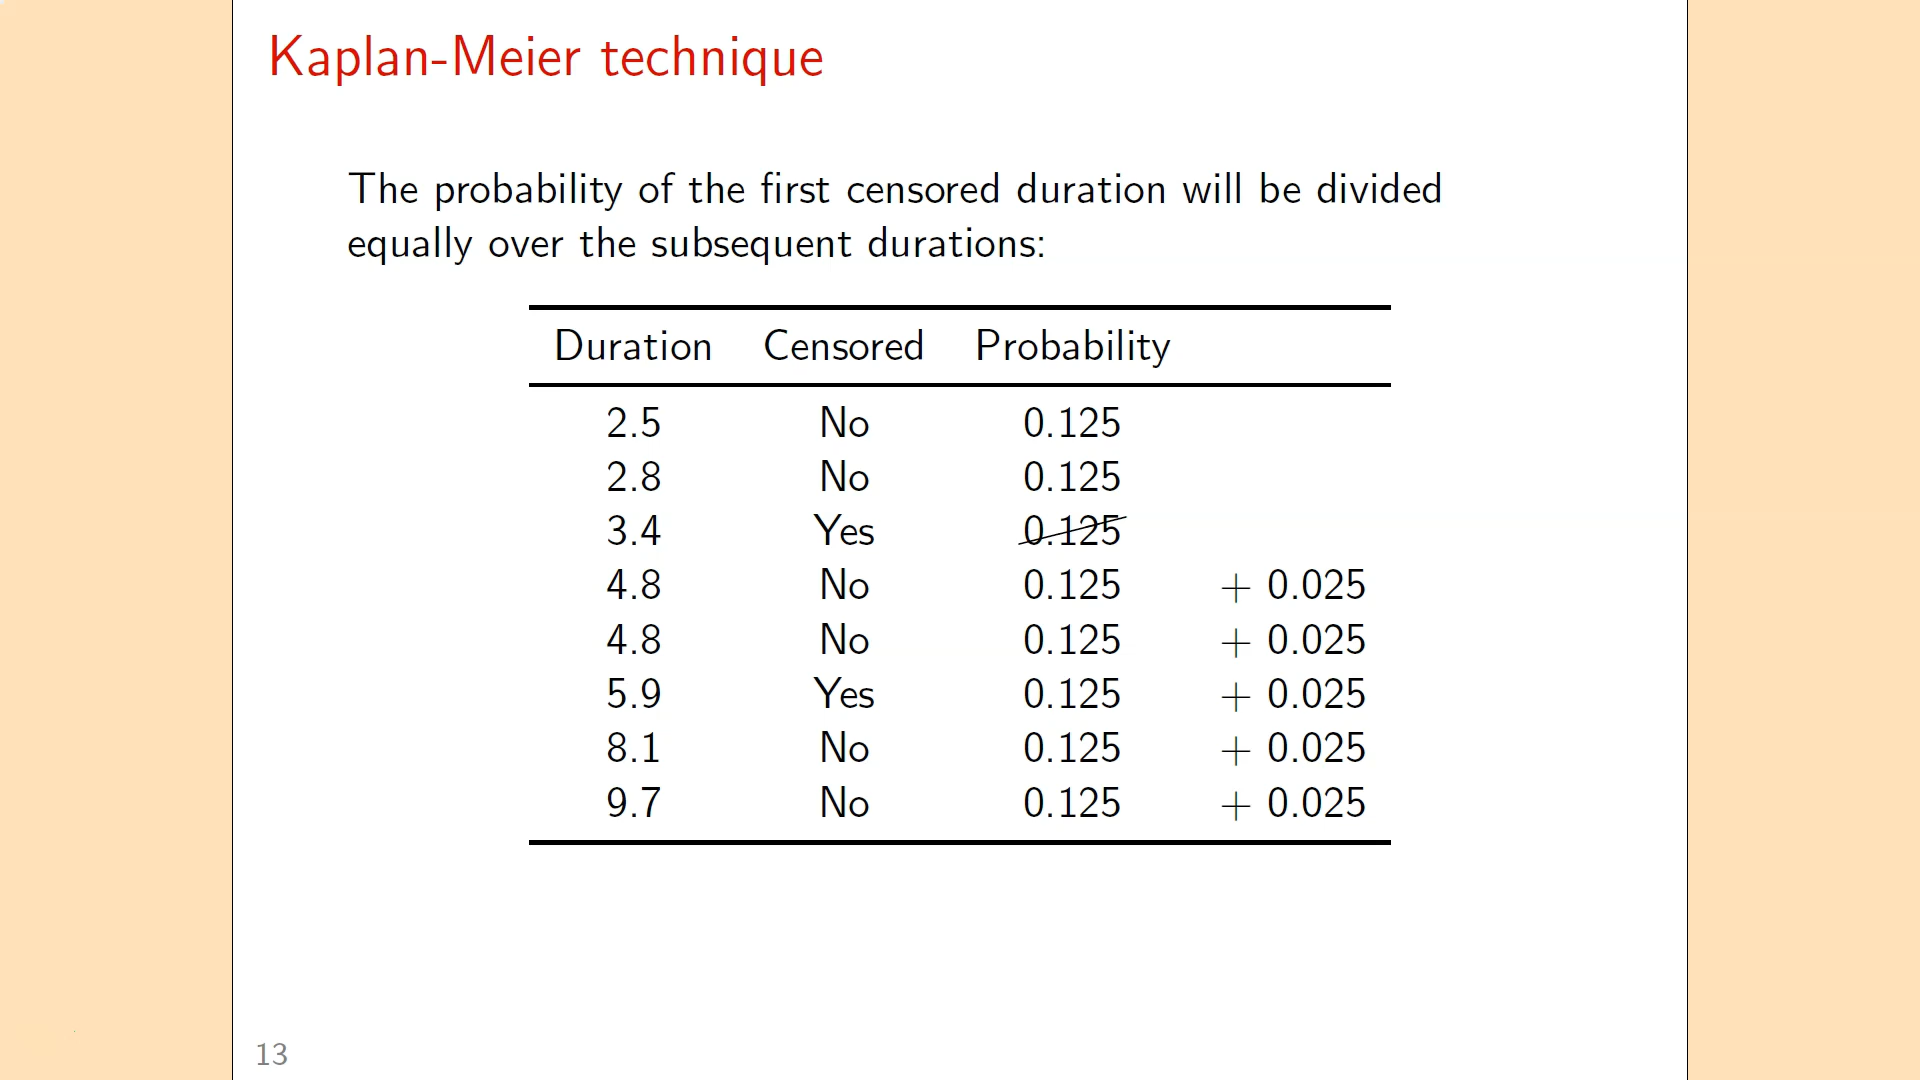 Kaplan-Meier technique
The probability of the first censored duration will be divided
equally over the subsequent durations:
Duration Censored Probability
2.5 No 0.125
2.8 No 0.125
3.4 Yes 0.125
4.8 No 0.125 + 0.025
4.8 No 0.125 + 0.025
5.9 Yes 0.125 + 0.025
8.1 No 0.125 + 0.025
9.7 No 0.125 + 0.025
13